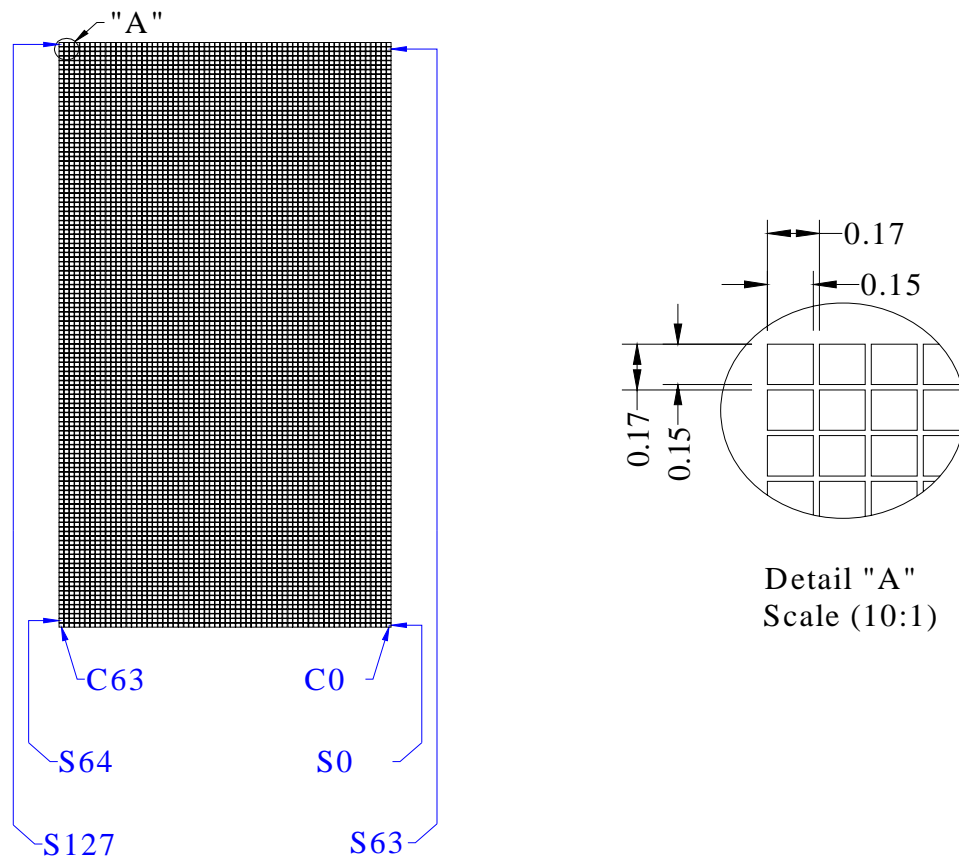 "A"
0.17
0.15
0.17
0.15
Detail "A"
Scale (10:1)
C63
C0
S64
S0
S127
S63